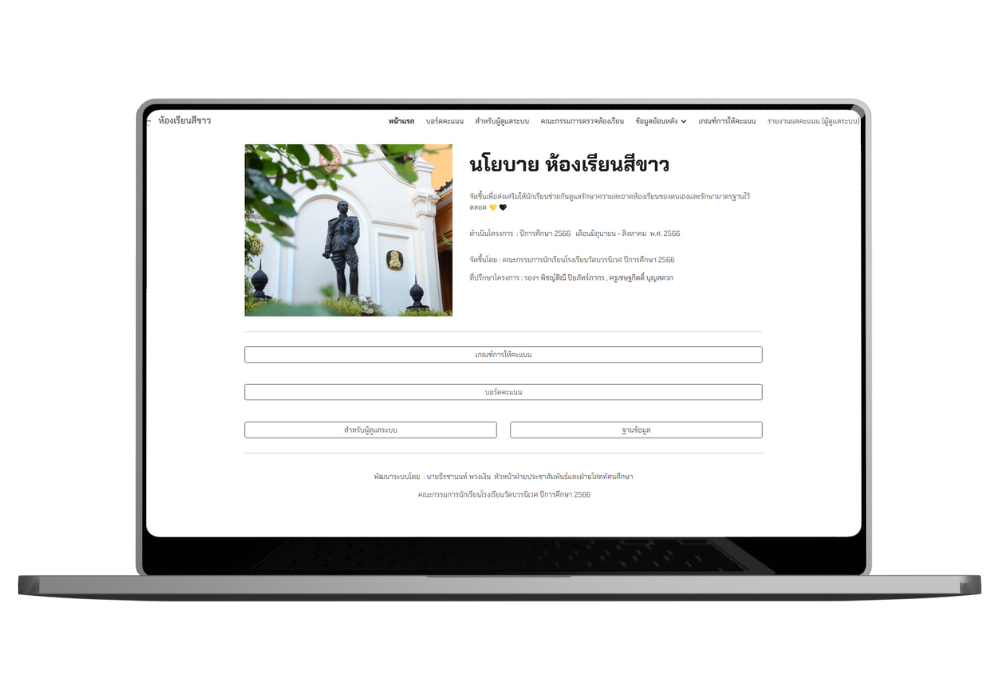 ห้องเรียนสีขาว
หน้าแรก บอร์ดคะแนน สำหรับผู้ดูแลระบบ คณะกรรมการตรวจห้องเรียน ข้อมูลย้อนหลัง เกณฑ์การให้คะแนน รายงานผลคะแนน (ผู้ดูแลระบบ)
นโยบาย ห้องเรียนสีขาว
จัดขึ้นเพื่อส่งเสริมให้นักเรียนช่วยกันดูแลรักษาความสะอาดห้องเรียนของตนเองและรักษามาตรฐานไว้
ตลอด 💛 🖤
ดำเนินโครงการ : ปีการศึกษา 2566 เดือนมิถุนายน - สิงหาคม พ.ศ. 2566
จัดขึ้นโดย : คณะกรรมการนักเรียนโรงเรียนวัดบวรนิเวศ ปีการศึกษา 2566
ที่ปรึกษาโครงการ : รองฯ พิชญ์สิณี ปิยภัทร์ภากร , ครูเชษฐกิตติ์ บุญสดวก
เกณฑ์การให้คะแนน
บอร์ดคะแนน
สำหรับผู้ดูแลระบบ
ฐานข้อมูล
พัฒนาระบบโดย : นายธีรชานนท์ พวงเงิน หัวหน้าฝ่ายประชาสัมพันธ์และฝ่ายโสตทัศนศึกษา
คณะกรรมการนักเรียนโรงเรียนวัดบวรนิเวศ ปีการศึกษา 2566